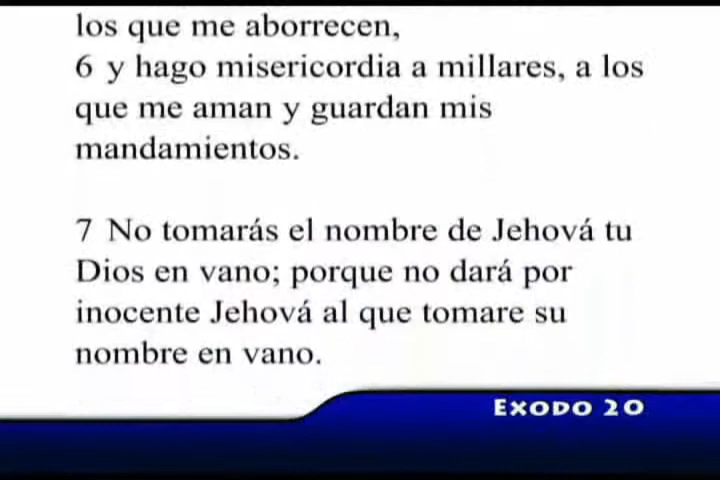 los que me aborrecen,
6 y hago misericordia a millares, a los
que me aman y guardan mis
mandamientos.
7 No tomarás el nombre de Jehová tu
Dios en vano; porque no dará por
inocente Jehová al que tomare su
nombre en vano.
EXODO 20